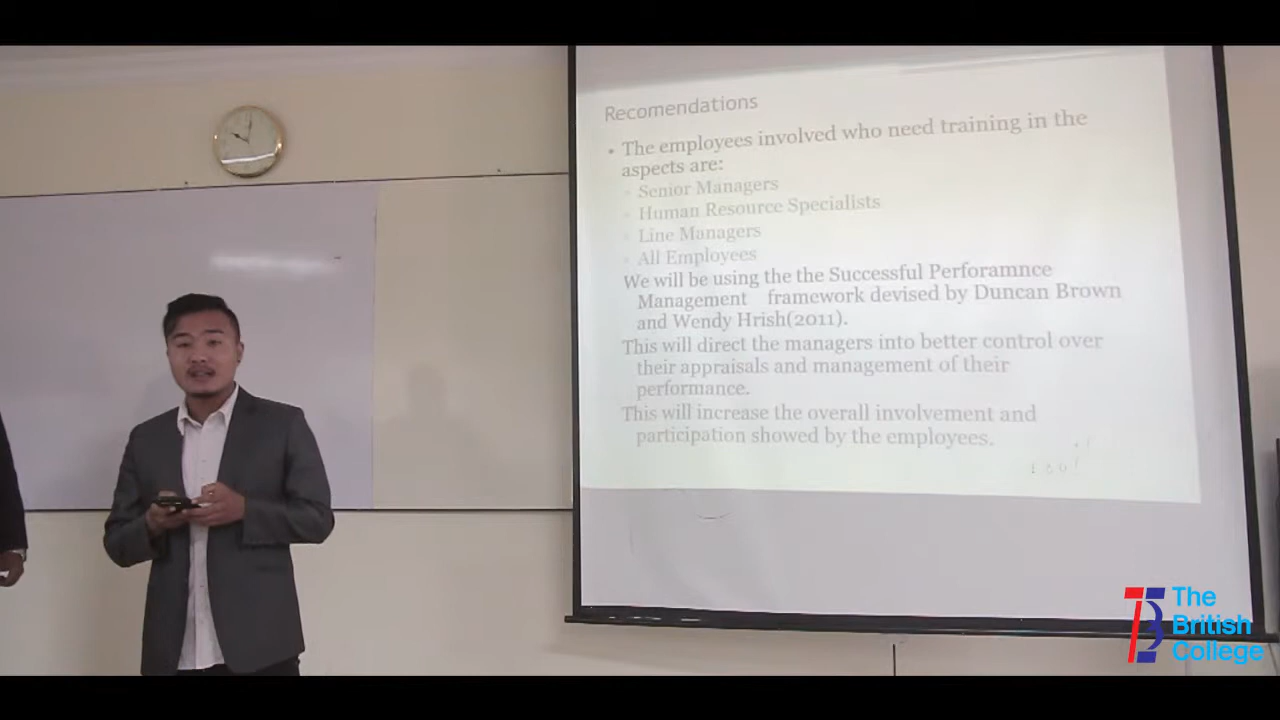 Recomendations
• The employees involved who need training in the
aspects are:
Senior Managers
Human Resource Specialists
Line Managers
All Employees
We will be using the the Successful Perforamnce
Management framework devised by Duncan Brown
and Wendy Hrish(2011).
This will direct the managers into better control over
their appraisals and management of their
performance.
This will increase the overall involvement and
participation showed by the employees.
The
British
College